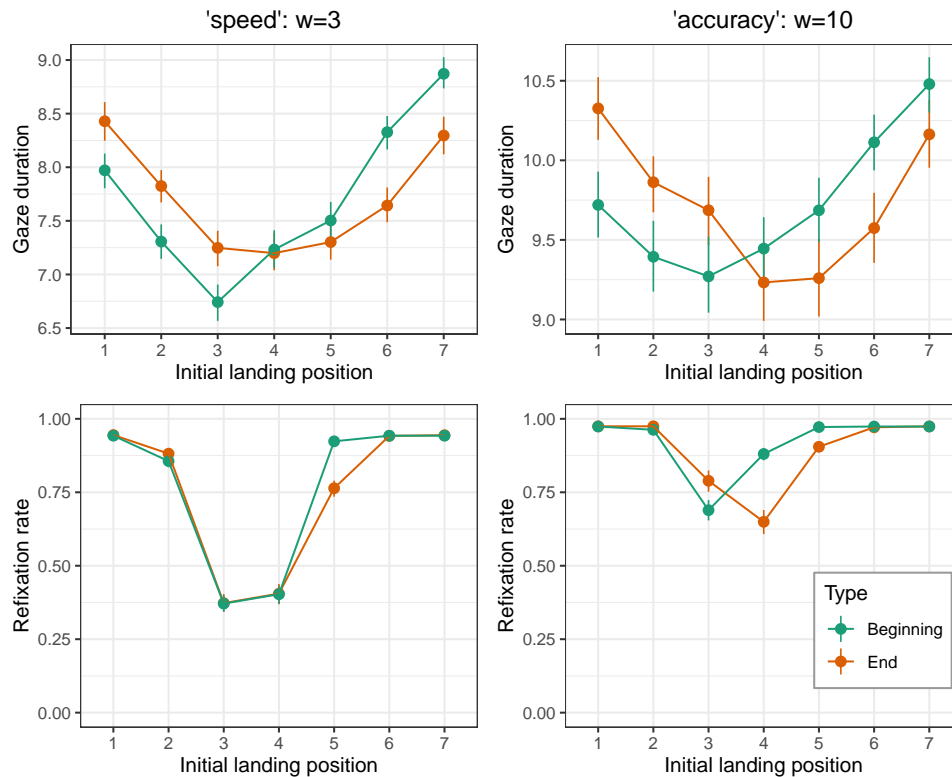 'speed': w=3
Gaze duration
9.0
8.5
8.0
7.5
7.0
6.5
1 2 3 4 5 6 7
Initial landing position
'accuracy': w=10
Gaze duration
10.5
10.0
9.5
9.0
1 2 3 4 5 6 7
Initial landing position
Refixation rate
1.00
0.75
0.50
0.25
0.00
1 2 3 4 5 6 7
Initial landing position
Refixation rate
1.00
0.75
0.50
0.25
0.00
1 2 3 4 5 6 7
Initial landing position
Type
Beginning
End